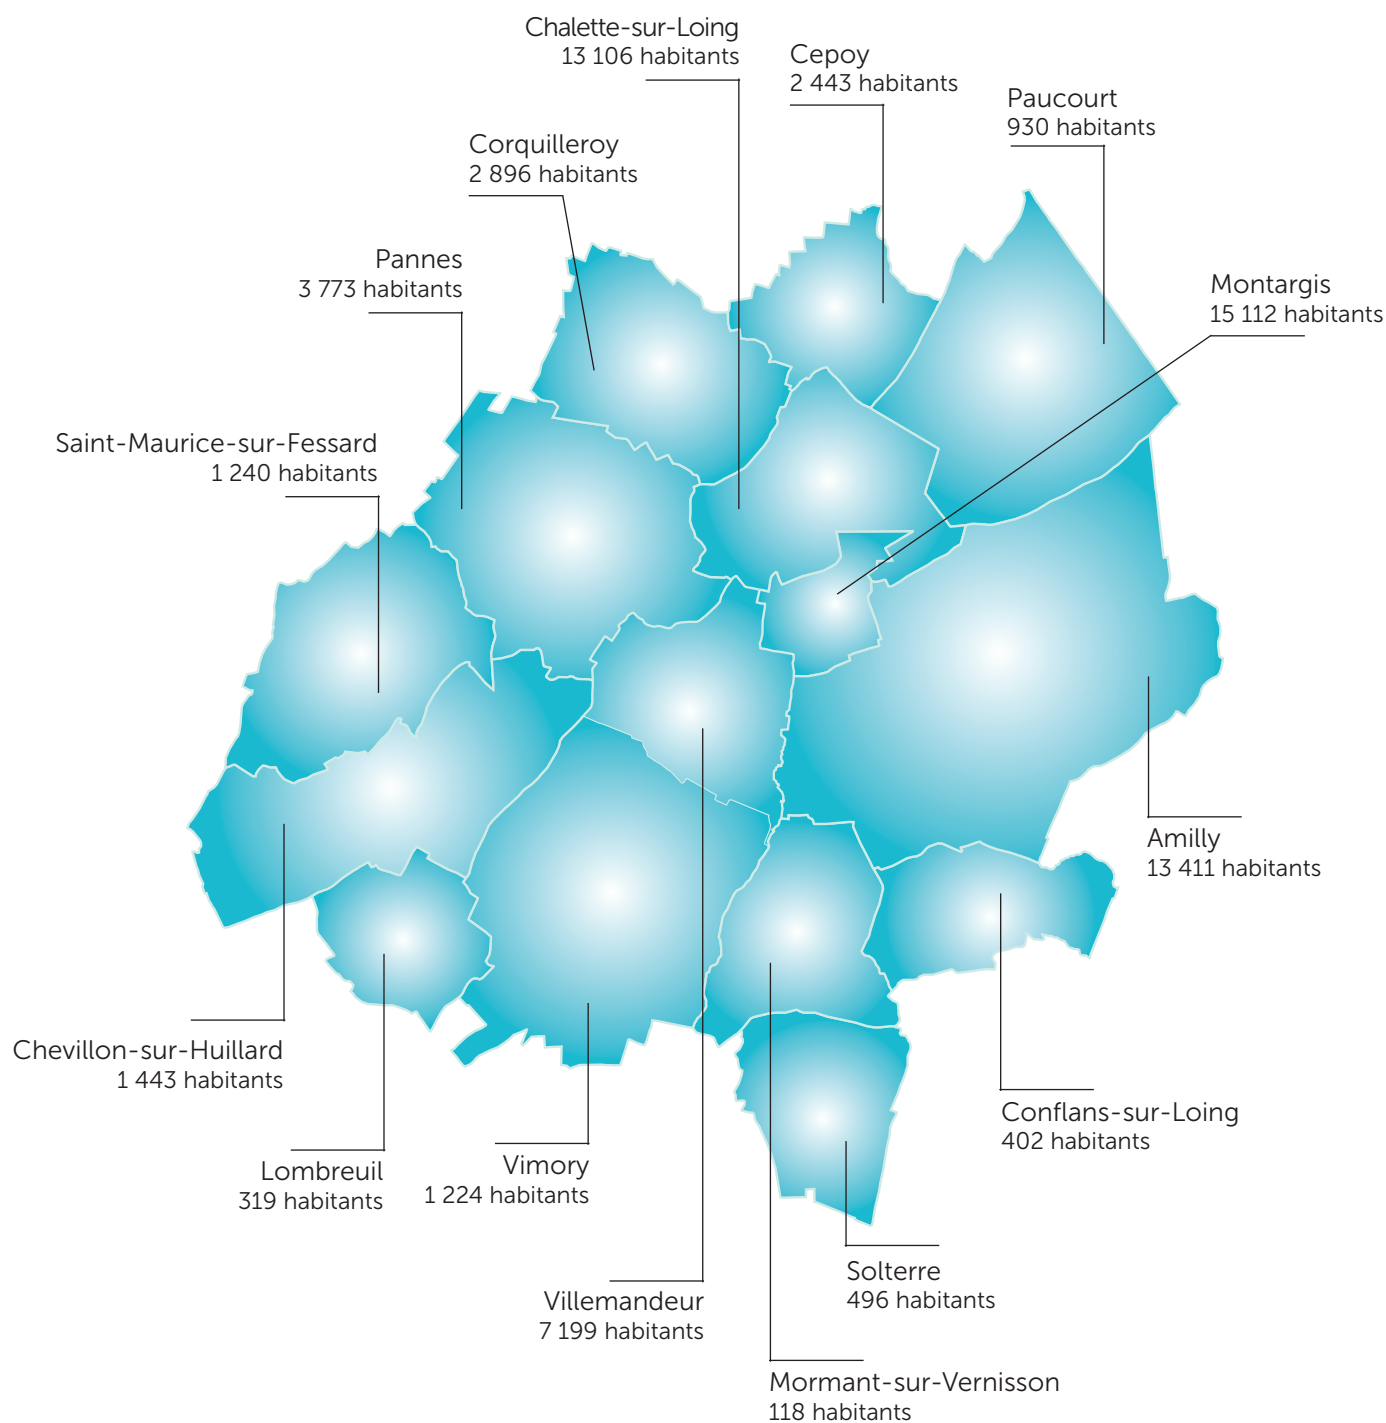 Chalette-sur-Loing
13 106 habitants
Cepoy
2 443 habitants
Paucourt
930 habitants
Corquilleroy
2 896 habitants
Pannes
3 773 habitants
Montargis
15 112 habitants
Saint-Maurice-sur-Fessard
1 240 habitants
Amilly
13 411 habitants
Chevillon-sur-Huillard
1 443 habitants
Conflans-sur-Loing
402 habitants
Lombreuil
319 habitants
Vimory
1 224 habitants
Solterre
496 habitants
Villemandeur
7 199 habitants
Mormant-sur-Vernisson
118 habitants